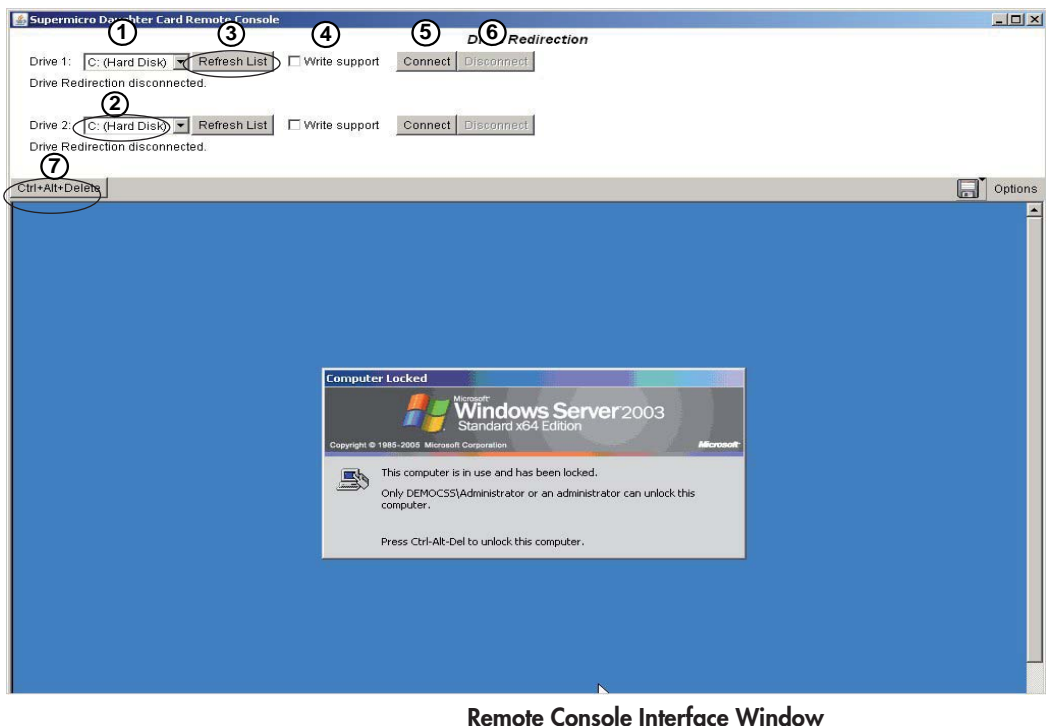 Supermicro Daughter Card Remote Console
1 3 4 5 6
Drive Redirection
Drive 1: C: (Hard Disk) Refresh List Write support Connect Disconnect
Drive Redirection disconnected.
2
Drive 2: C: (Hard Disk) Refresh List Write support Connect Disconnect
Drive Redirection disconnected.
7
Ctrl+Alt+Delete Options
Computer Locked
Microsoft
Windows Server 2003
Standard x64 Edition
Copyright © 1985-2005 Microsoft Corporation Microsoft
This computer is in use and has been locked.
Only DEMOCSS\Administrator or an administrator can unlock this
computer.
Press Ctrl-Alt-Del to unlock this computer.
Remote Console Interface Window